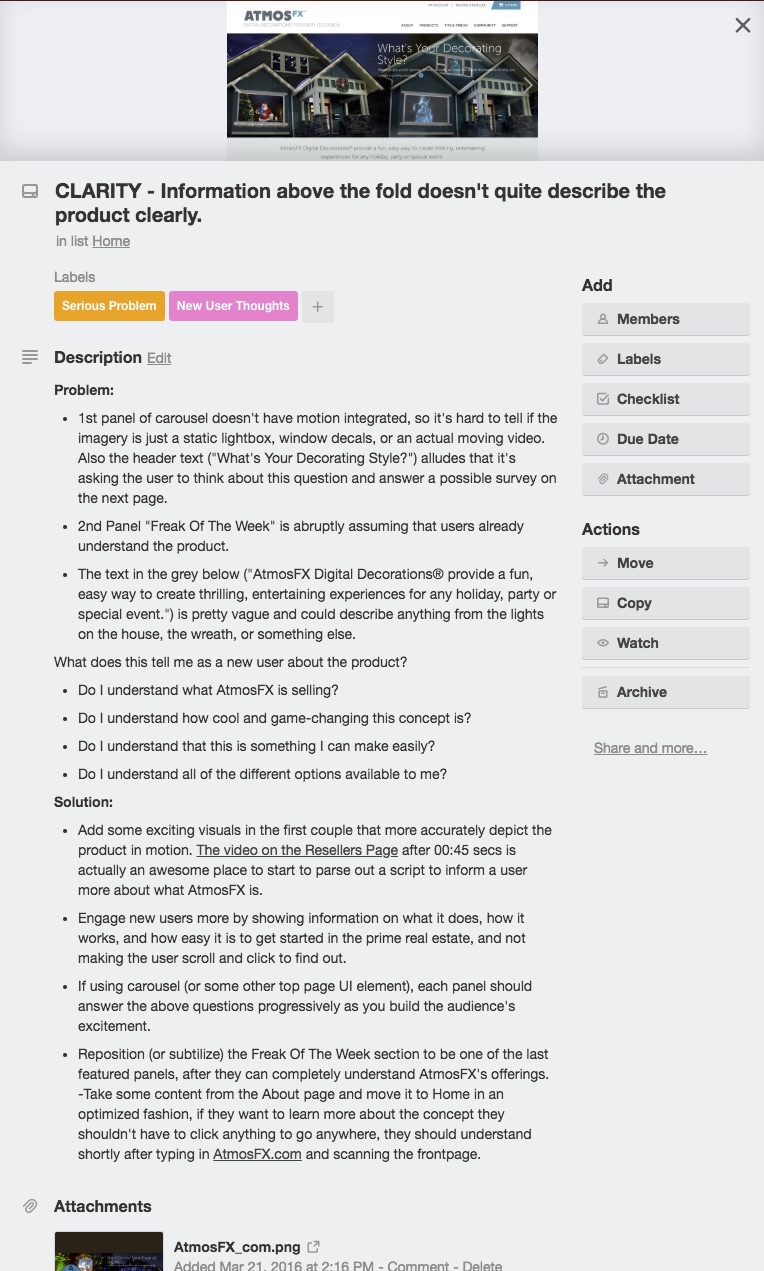 ATMOSFX
DIGITAL DECORATIONS® FOR EVERY OCCASION
ABOUT PRODUCTS TIPS & TRICKS COMMUNITY SUPPORT
What's Your Decorating
Style?
AtmosFX Digital Decorations® provide a fun, easy way to create thrilling, entertaining
experiences for any holiday, party or special event
CLARITY - Information above the fold doesn't quite describe the
product clearly.
in list Home
Labels
Serious Problem New User Thoughts +
Description Edit
Problem:
• 1st panel of carousel doesn't have motion integrated, so it's hard to tell if the
imagery is just a static lightbox, window decals, or an actual moving video.
Also the header text ("What's Your Decorating Style?") alludes that it's
asking the user to think about this question and answer a possible survey on
the next page.
• 2nd Panel "Freak Of The Week" is abruptly assuming that users already
understand the product.
• The text in the grey below ("AtmosFX Digital Decorations® provide a fun,
easy way to create thrilling, entertaining experiences for any holiday, party or
special event.") is pretty vague and could describe anything from the lights
on the house, the wreath, or something else.
What does this tell me as a new user about the product?
• Do I understand what AtmosFX is selling?
• Do I understand how cool and game-changing this concept is?
• Do I understand that this is something I can make easily?
• Do I understand all of the different options available to me?
Solution:
• Add some exciting visuals in the first couple that more accurately depict the
product in motion. The video on the Resellers Page after 00:45 secs is
actually an awesome place to start to parse out a script to inform a user
more about what AtmosFX is.
• Engage new users more by showing information on what it does, how it
works, and how easy it is to get started in the prime real estate, and not
making the user scroll and click to find out.
• If using carousel (or some other top page UI element), each panel should
answer the above questions progressively as you build the audience's
excitement.
• Reposition (or subtilize) the Freak Of The Week section to be one of the last
featured panels, after they can completely understand AtmosFX's offerings.
-Take some content from the About page and move it to Home in an
optimized fashion, if they want to learn more about the concept they
shouldn't have to click anything to go anywhere, they should understand
shortly after typing in AtmosFX.com and scanning the frontpage.
Attachments
AtmosFX_com.png
Added Mar 21, 2016 at 2:16 PM - Comment - Delete
Add
Members
Labels
Checklist
Due Date
Attachment
Actions
Move
Copy
Watch
Archive
Share and more...